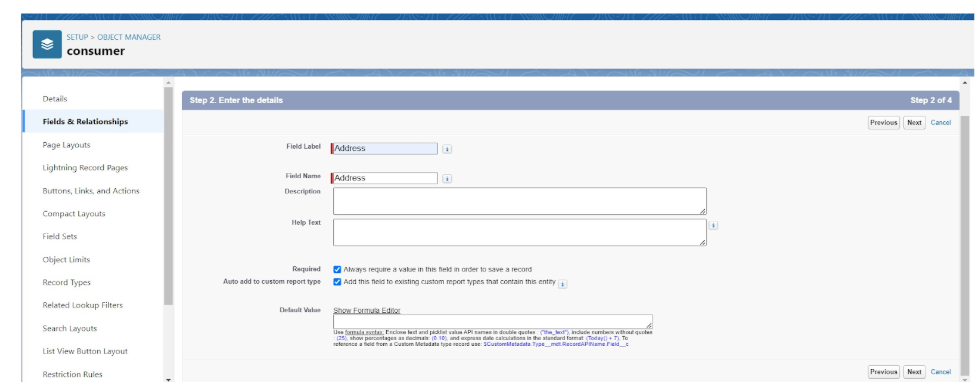 SETUP > OBJECT MANAGER
consumer
Details
Fields & Relationships
Page Layouts
Lightning Record Pages
Buttons, Links, and Actions
Compact Layouts
Field Sets
Object Limits
Record Types
Related Lookup Filters
Search Layouts
List View Button Layout
Restriction Rules
Step 2. Enter the details
Step 2 of 4
Previous Next Cancel
Field Label Address i
Field Name Address i
Description
Help Text i
Required Always require a value in this field in order to save a record
Auto add to custom report type Add this field to existing custom report types that contain this entity i
Default Value Show Formula Editor
Use formula syntax: Enclose text and picklist value API names in double quotes : ("the_text"), include numbers without quotes
: (25), show percentages as decimals: (0.10), and express date calculations in the standard format: (Today() + 7), To
reference a field from a Custom Metadata type record use: $CustomMetadata.Type__mdt.RecordAPIName.Field__c
Previous Next Cancel